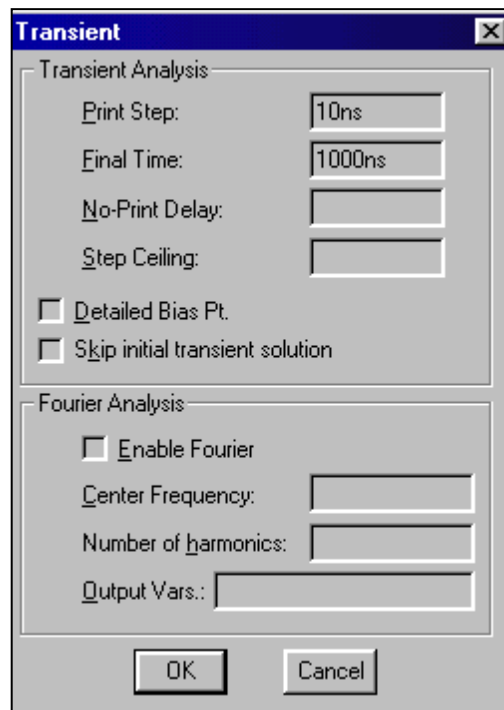 Transient
Transient Analysis
Print Step: 10ns
Final Time: 1000ns
No-Print Delay:
Step Ceiling:
Detailed Bias Pt.
Skip initial transient solution
Fourier Analysis
Enable Fourier
Center Frequency:
Number of harmonics:
Output Vars.:
OK Cancel